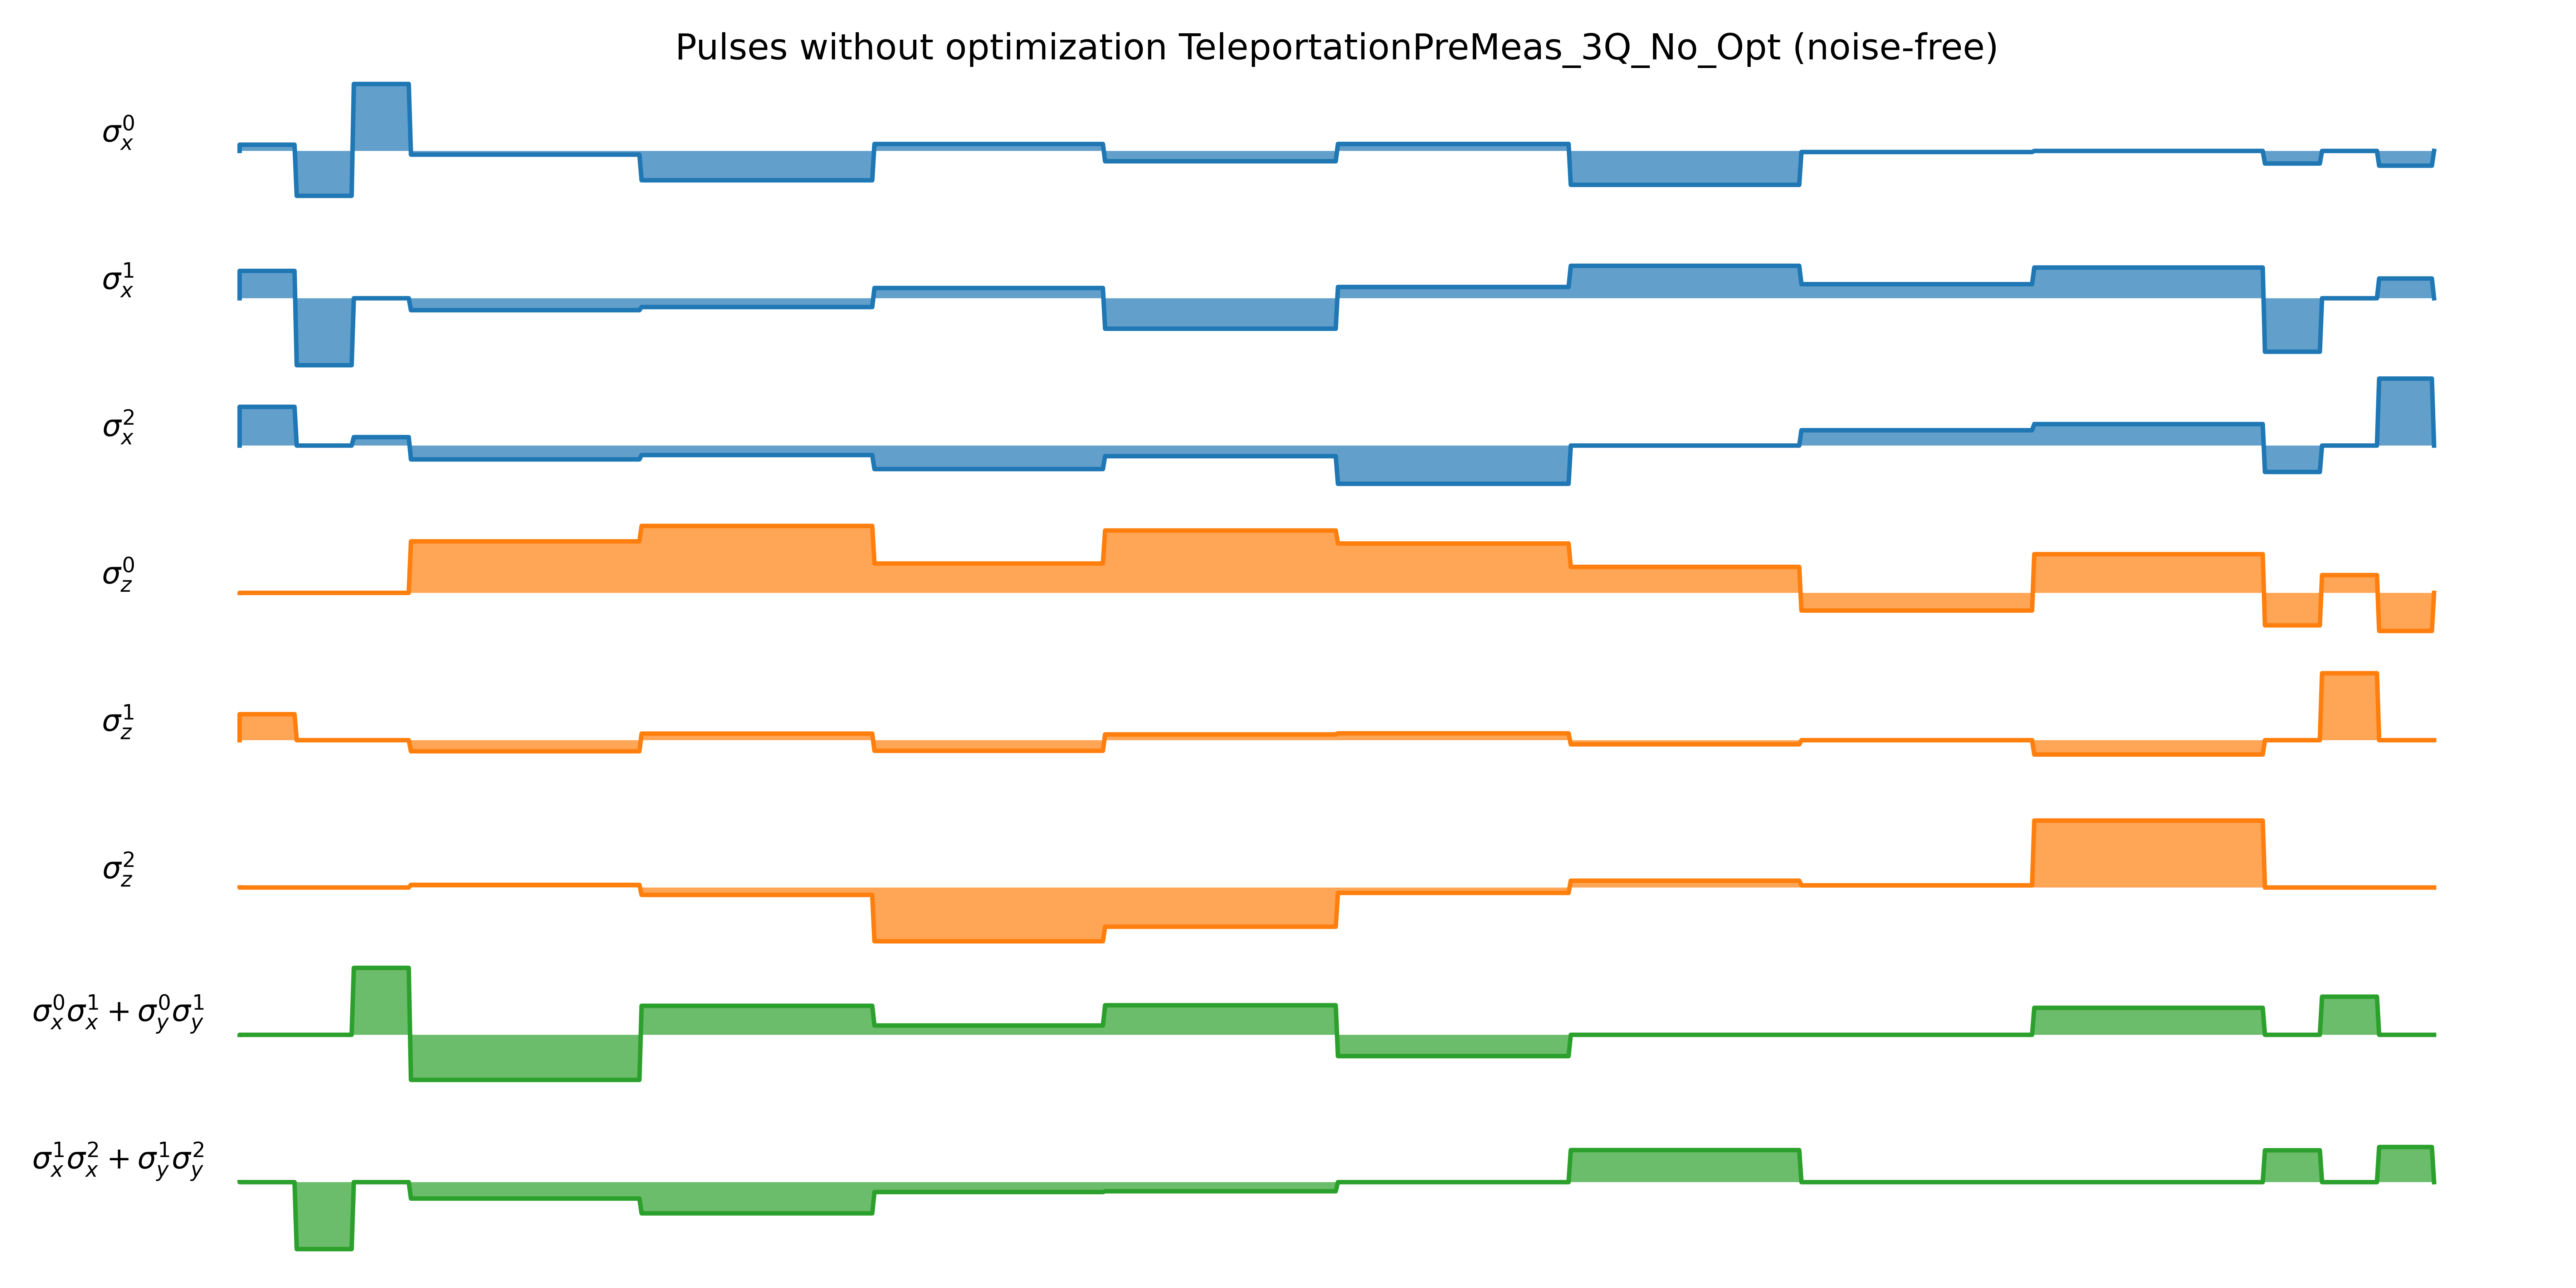 Pulses without optimization TeleportationPreMeas_3Q_No_Opt (noise-free)
σ_x^0
σ_x^1
σ_x^2
σ_z^0
σ_z^1
σ_z^2
σ_x^0σ_x^1 + σ_y^0σ_y^1
σ_x^1σ_x^2 + σ_y^1σ_y^2